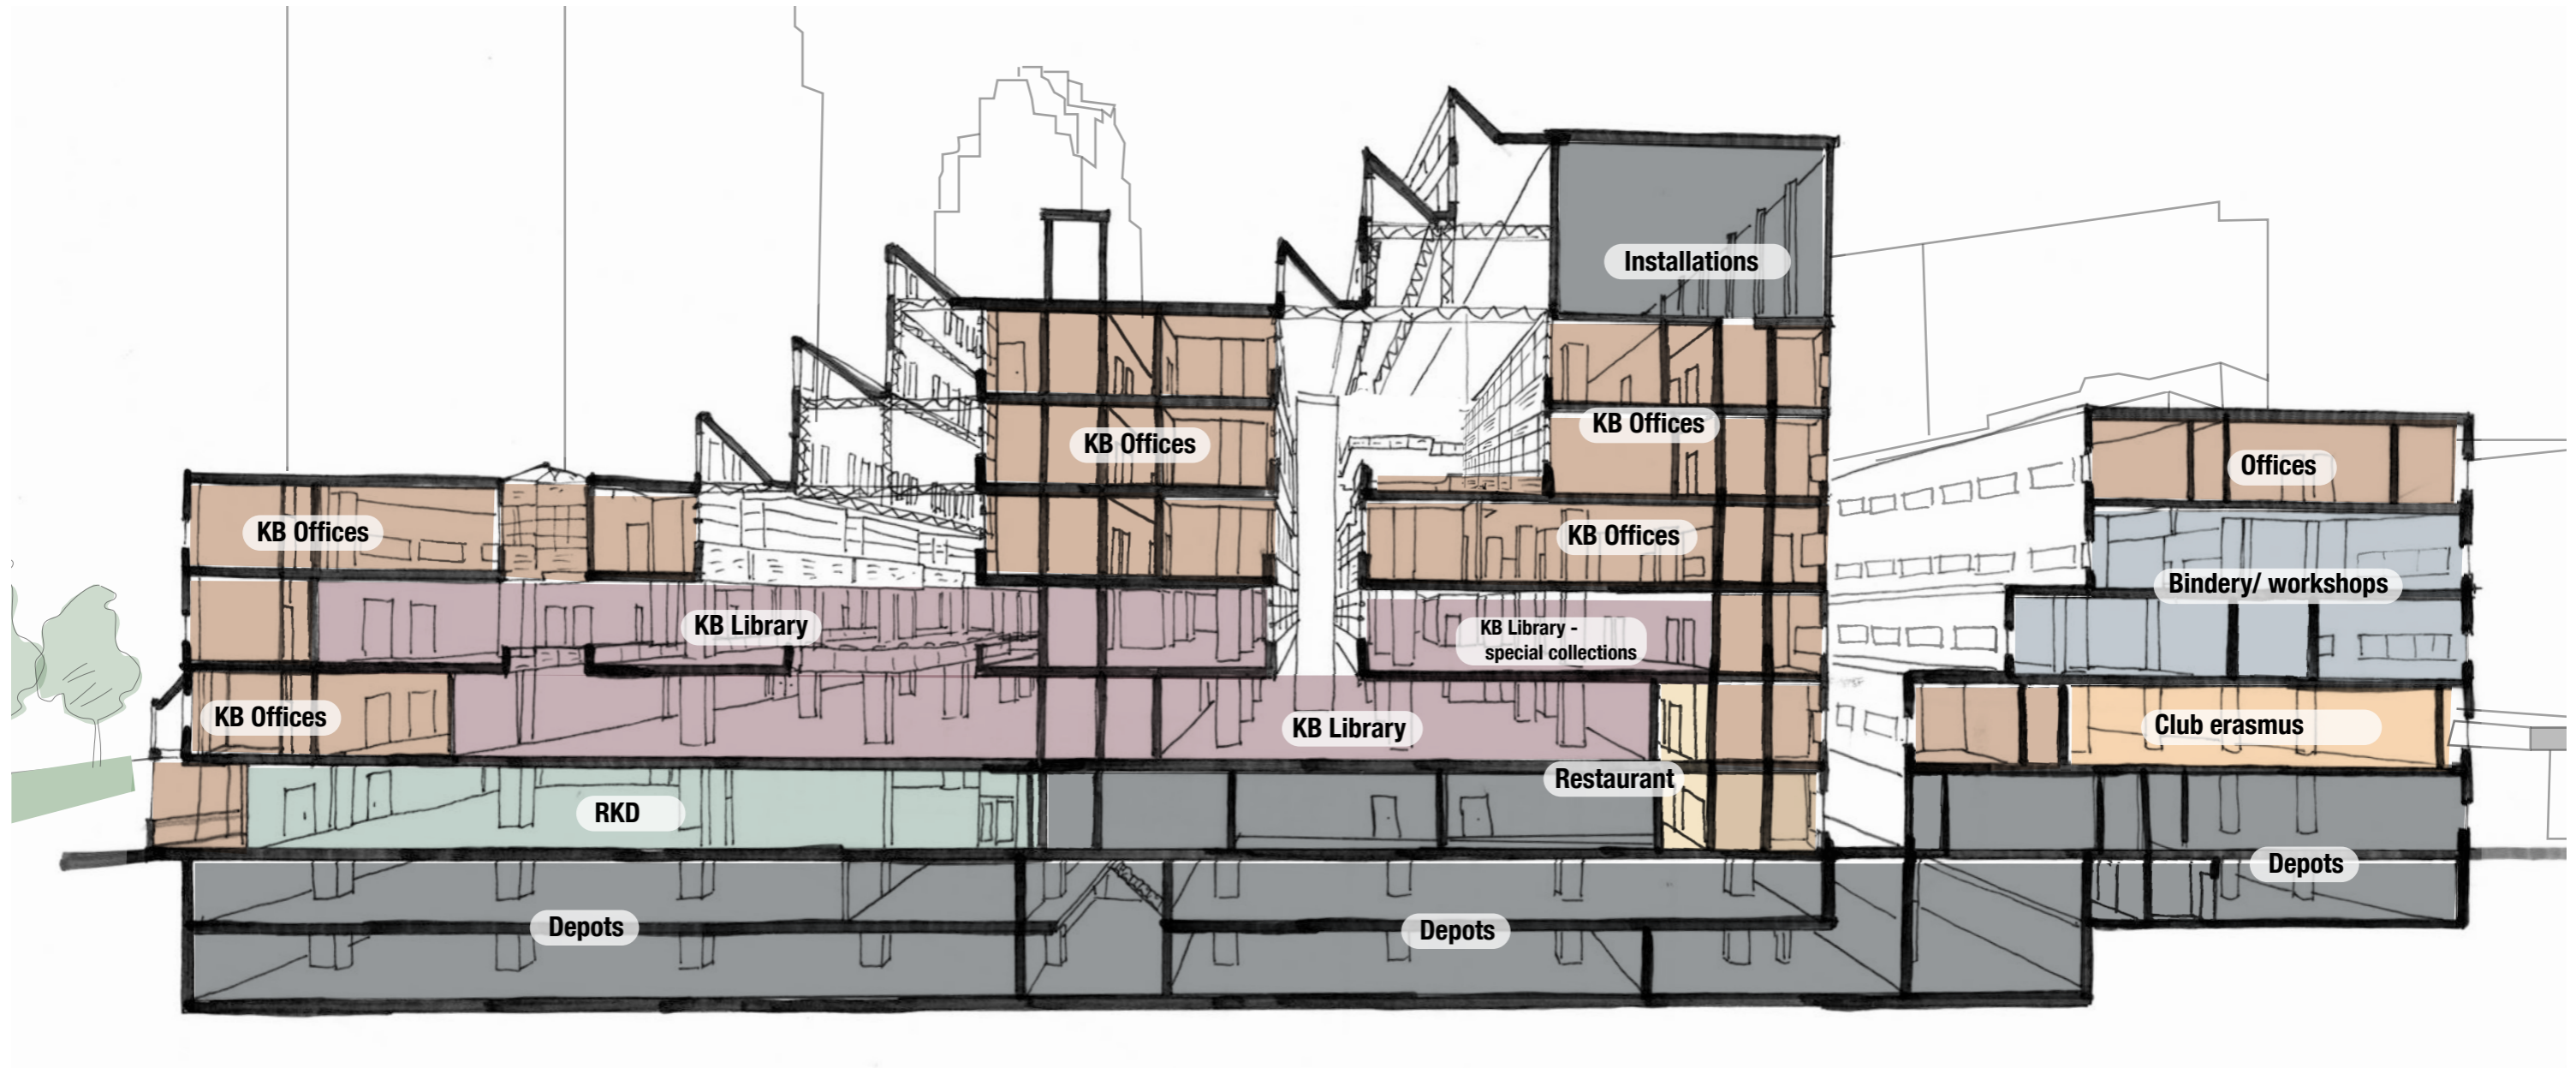 Installations
KB Offices
KB Offices
Offices
KB Offices
KB Offices
Bindery/ workshops
KB Library
KB Library -
special collections
KB Offices
KB Library
Club erasmus
Restaurant
RKD
Depots
Depots
Depots